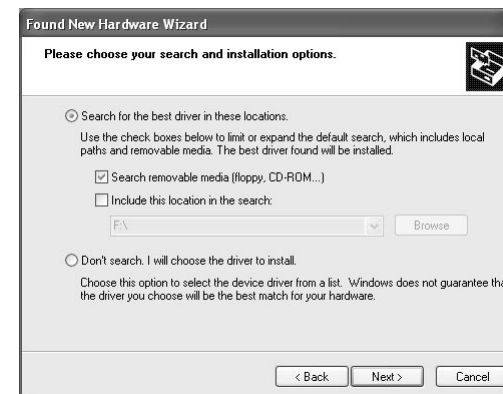 Found New Hardware Wizard
Please choose your search and installation options.
Search for the best driver in these locations.
Use the check boxes below to limit or expand the default search, which includes local
paths and removable media. The best driver found will be installed.
Search removable media (floppy, CD-ROM...)
Include this location in the search:
F:\
Browse
Don't search. I will choose the driver to install.
Choose this option to select the device driver from a list. Windows does not guarantee tha
the driver you choose will be the best match for your hardware.
< Back
Next >
Cancel